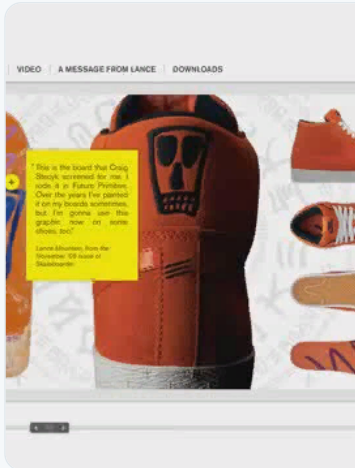 VIDEO
A MESSAGE FROM LANCE
DOWNLOADS
"This is the board that Craig
Stecyk screened for me. I
rode it in Future Primitive.
Over the years I've painted
it on my boards sometimes,
but I'm gonna use this
graphic now on some
shoes, too."
Lance Mountain, from the
November '08 issue of
Skateboarder